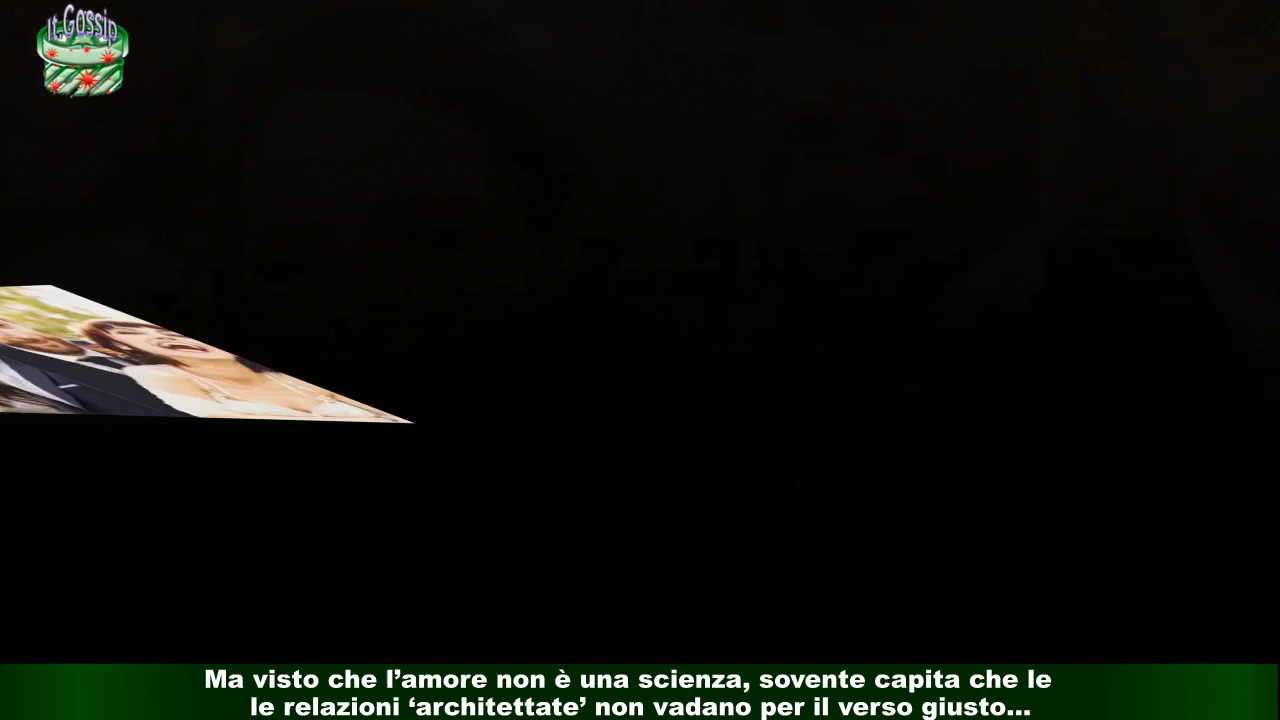 It.Gossip
Ma visto che l’amore non è una scienza, sovente capita che le
le relazioni ‘architettate’ non vadano per il verso giusto...